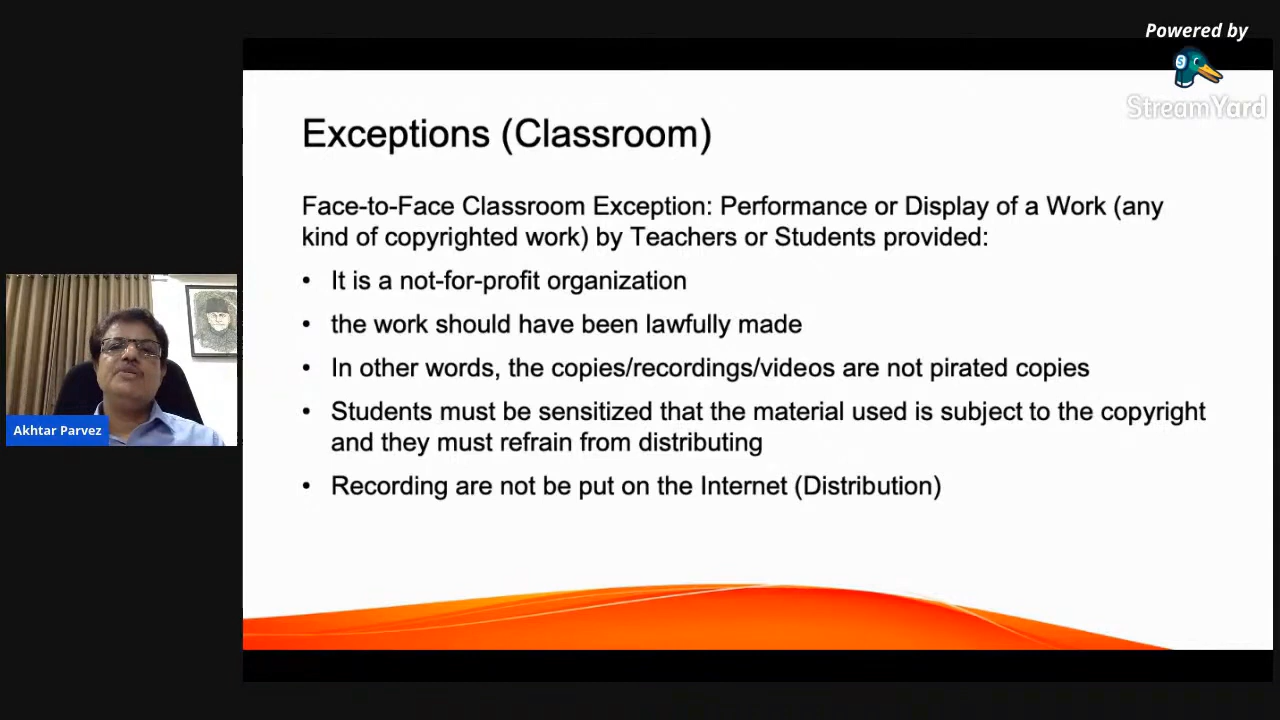 Powered by
StreamYard
Exceptions (Classroom)
Face-to-Face Classroom Exception: Performance or Display of a Work (any
kind of copyrighted work) by Teachers or Students provided:
• It is a not-for-profit organization
• the work should have been lawfully made
• In other words, the copies/recordings/videos are not pirated copies
• Students must be sensitized that the material used is subject to the copyright
and they must refrain from distributing
• Recording are not be put on the Internet (Distribution)
Akhtar Parvez